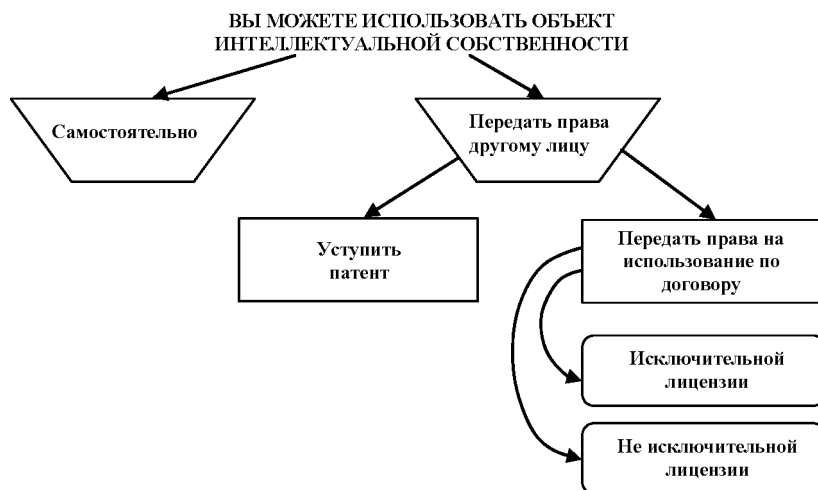 ВЫ МОЖЕТЕ ИСПОЛЬЗОВАТЬ ОБЪЕКТ
ИНТЕЛЛЕКТУАЛЬНОЙ СОБСТВЕННОСТИ
Самостоятельно
Передать права
другому лицу
Уступить
патент
Передать права на
использование по
договору
Исключительной
лицензии
Не исключительной
лицензии